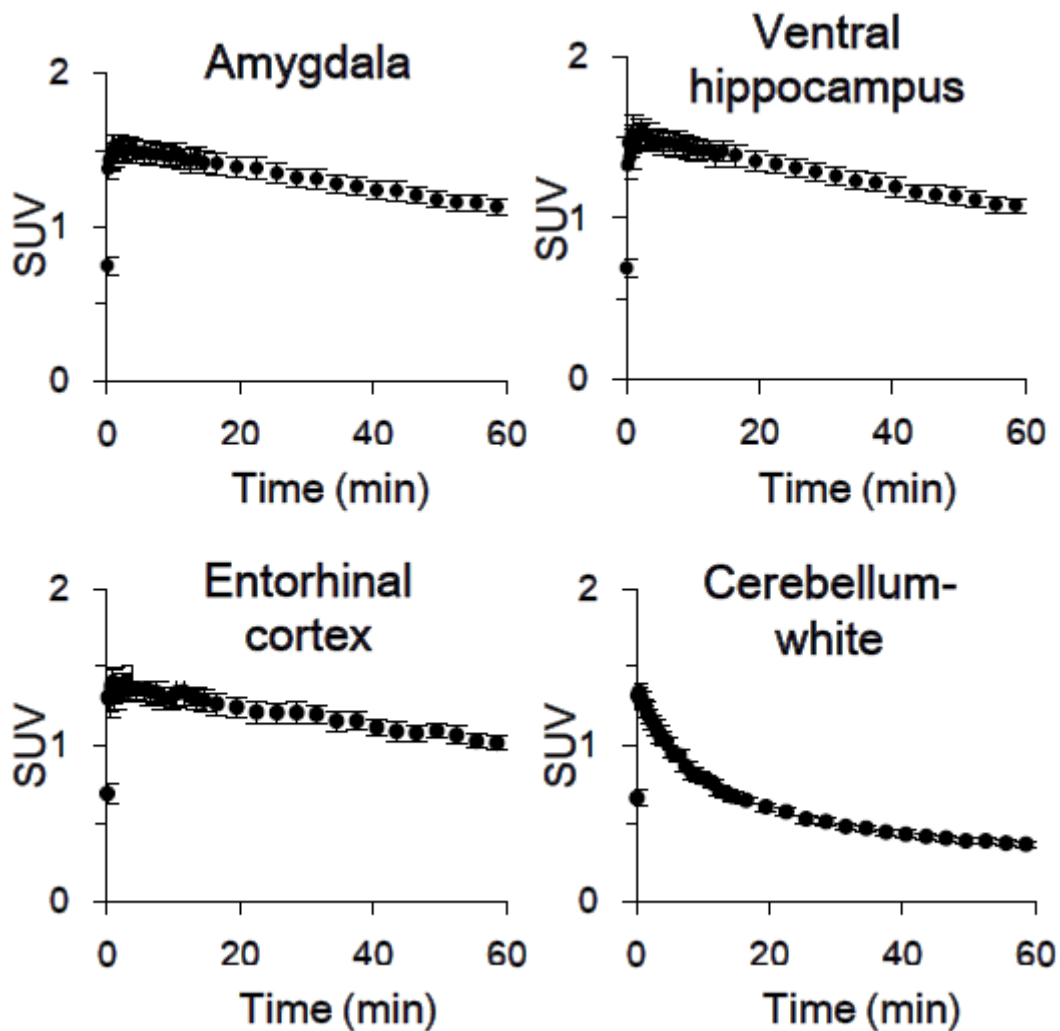 Amygdala
2
1
0
SUV
0 20 40 60
Time (min)
Ventral
hippocampus
2
1
0
SUV
0 20 40 60
Time (min)
Entorhinal
cortex
2
1
0
SUV
0 20 40 60
Time (min)
Cerebellum-
white
2
1
0
SUV
0 20 40 60
Time (min)